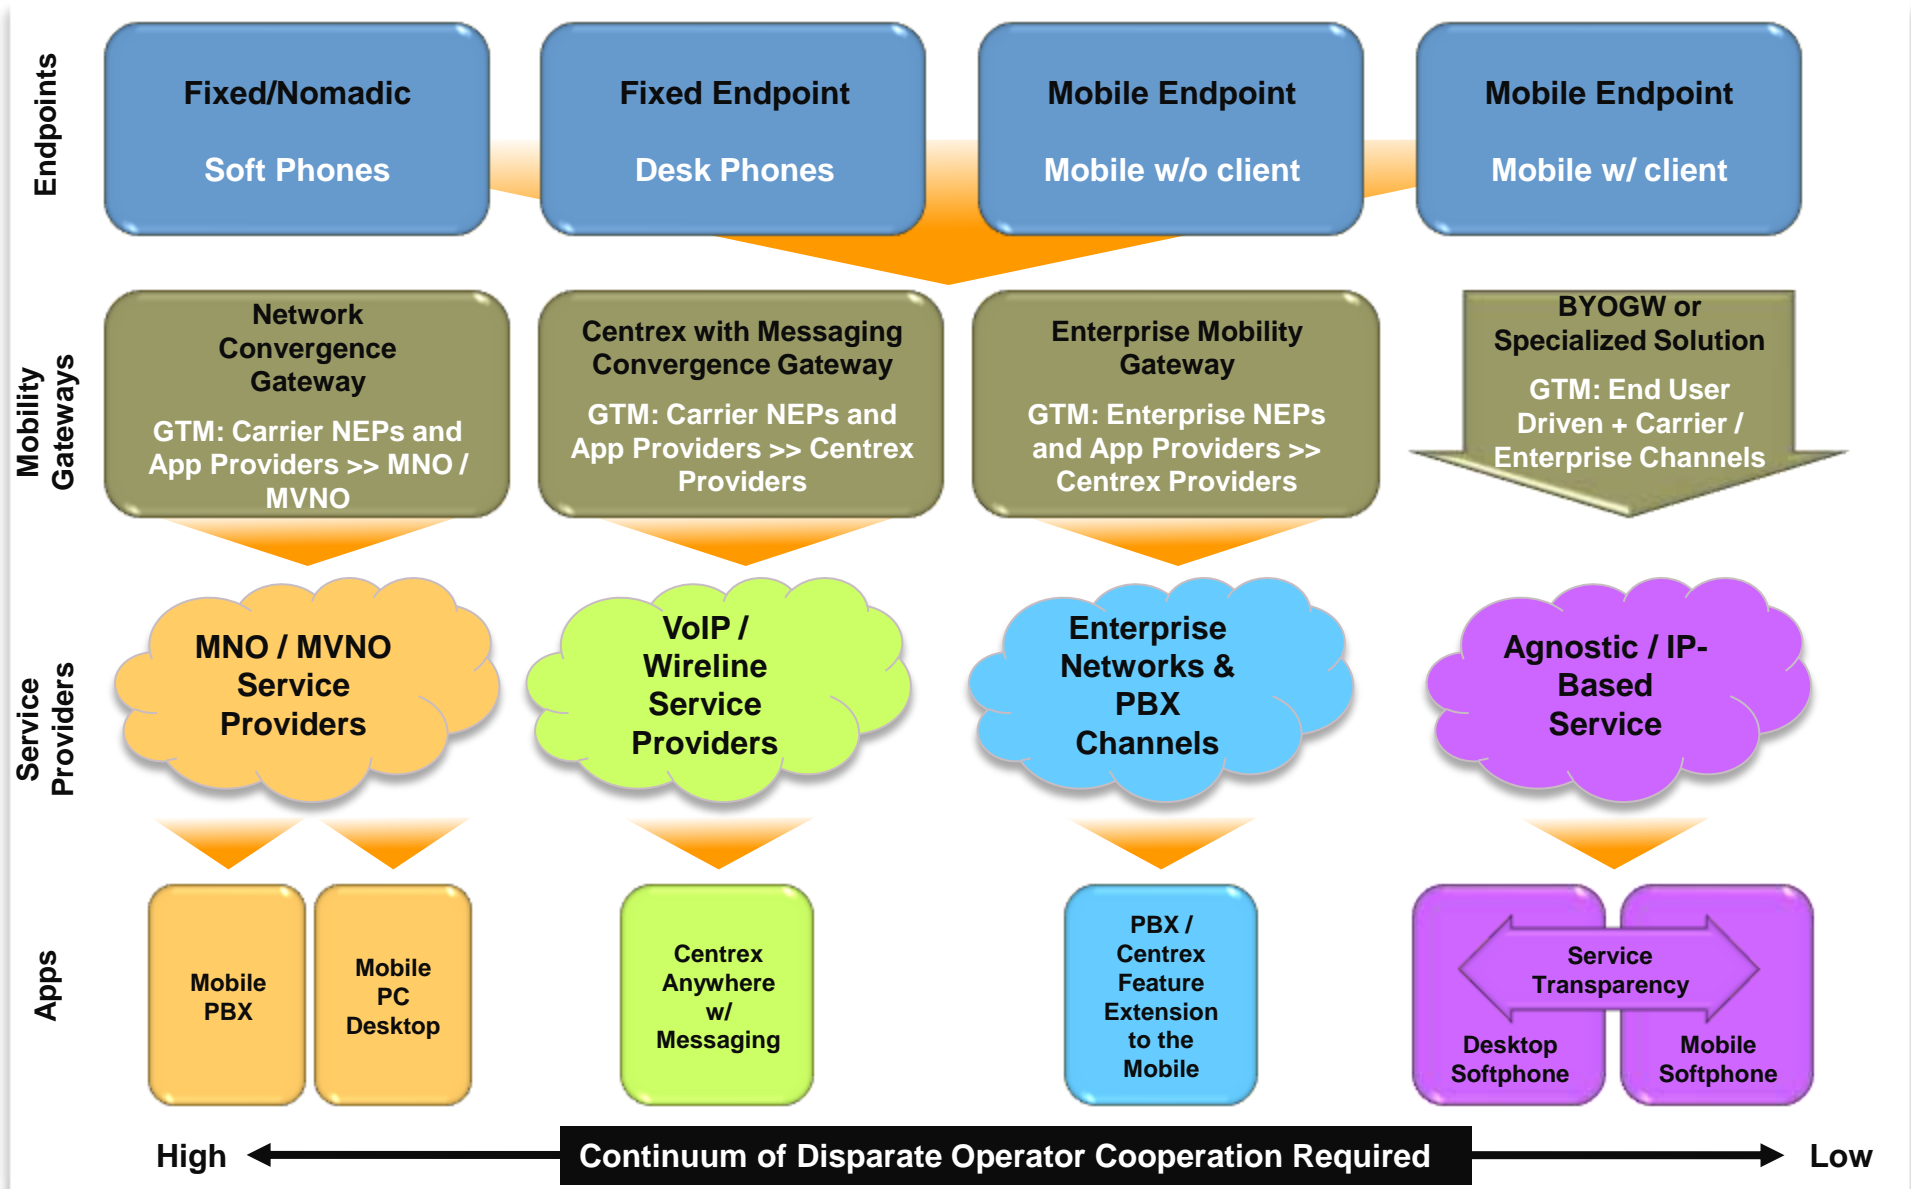 Endpoints
Fixed/Nomadic
Soft Phones
Fixed Endpoint
Desk Phones
Mobile Endpoint
Mobile w/o client
Mobile Endpoint
Mobile w/ client
Mobility
Gateways
Network
Convergence
Gateway
GTM: Carrier NEPs and
App Providers >> MNO /
MVNO
Centrex with Messaging
Convergence Gateway
GTM: Carrier NEPs and
App Providers >> Centrex
Providers
Enterprise Mobility
Gateway
GTM: Enterprise NEPs
and App Providers >>
Centrex Providers
BYOGW or
Specialized Solution
GTM: End User
Driven + Carrier /
Enterprise Channels
Service
Providers
MNO / MVNO
Service
Providers
VoIP /
Wireline
Service
Providers
Enterprise
Networks &
PBX
Channels
Agnostic / IP-
Based
Service
Apps
Mobile
PBX
Mobile
PC
Desktop
Centrex
Anywhere
w/
Messaging
PBX /
Centrex
Feature
Extension
to the
Mobile
Service
Transparency
Desktop
Softphone
Mobile
Softphone
High
Continuum of Disparate Operator Cooperation Required
Low